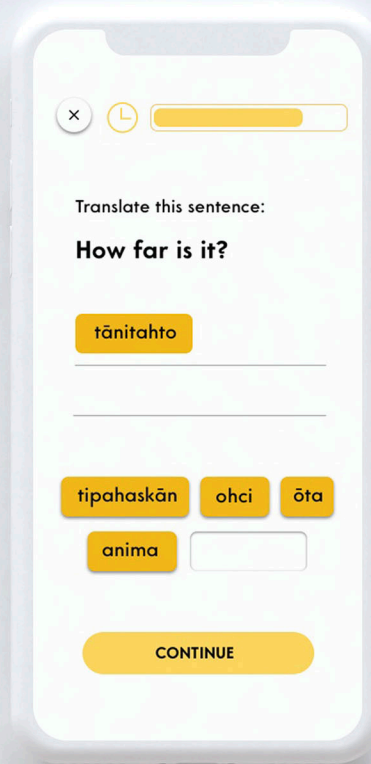 Translate this sentence:
How far is it?
tānitahto
tipahaskān ohci ōta
anima
CONTINUE